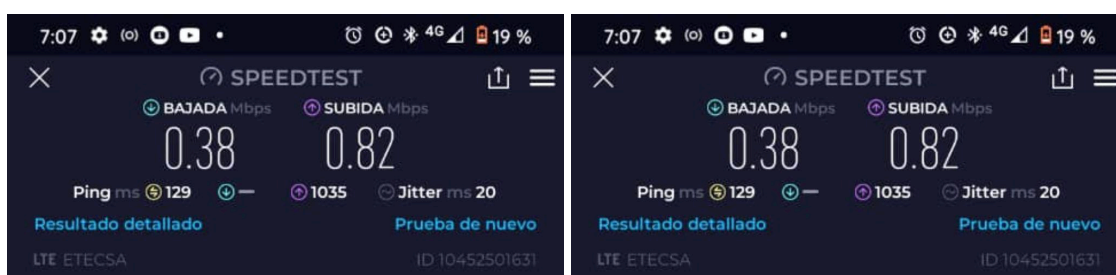 7:07 4G 19 %
SPEEDTEST
BAJADA Mbps SUBIDA Mbps
0.38 0.82
Ping ms 129 — 1035 Jitter ms 20
Resultado detallado Prueba de nuevo
LTE ETECSA ID 10452501631
7:07 4G 19 %
SPEEDTEST
BAJADA Mbps SUBIDA Mbps
0.38 0.82
Ping ms 129 — 1035 Jitter ms 20
Resultado detallado Prueba de nuevo
LTE ETECSA ID 10452501631